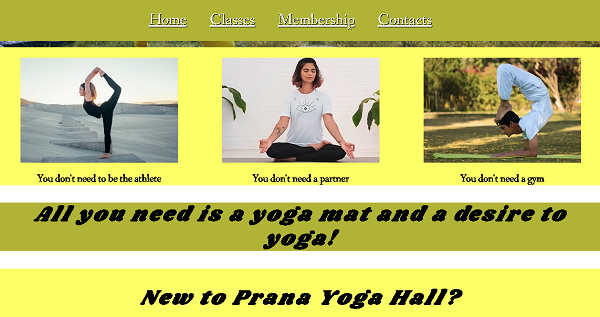 Home Classes Membership Contacts
You don't need to be the athlete
You don't need a partner
You don't need a gym
All you need is a yoga mat and a desire to
yoga!
New to Prana Yoga Hall?